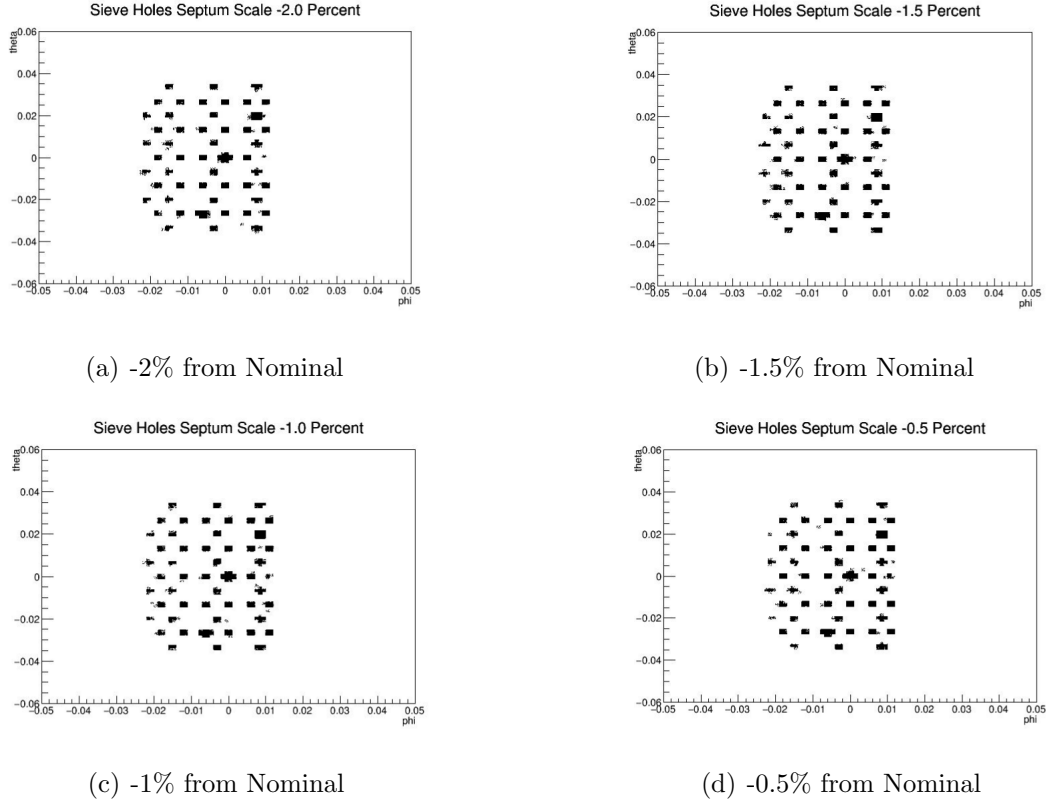 Sieve Holes Septum Scale -2.0 Percent
theta
0.06
0.04
0.02
0
−0.02
−0.04
−0.06
−0.05 −0.04 −0.03 −0.02 −0.01 0 0.01 0.02 0.03 0.04 0.05
phi
(a) -2% from Nominal
Sieve Holes Septum Scale -1.5 Percent
theta
0.06
0.04
0.02
0
−0.02
−0.04
−0.06
−0.05 −0.04 −0.03 −0.02 −0.01 0 0.01 0.02 0.03 0.04 0.05
phi
(b) -1.5% from Nominal
Sieve Holes Septum Scale -1.0 Percent
theta
0.06
0.04
0.02
0
−0.02
−0.04
−0.06
−0.05 −0.04 −0.03 −0.02 −0.01 0 0.01 0.02 0.03 0.04 0.05
phi
(c) -1% from Nominal
Sieve Holes Septum Scale -0.5 Percent
theta
0.06
0.04
0.02
0
−0.02
−0.04
−0.06
−0.05 −0.04 −0.03 −0.02 −0.01 0 0.01 0.02 0.03 0.04 0.05
phi
(d) -0.5% from Nominal